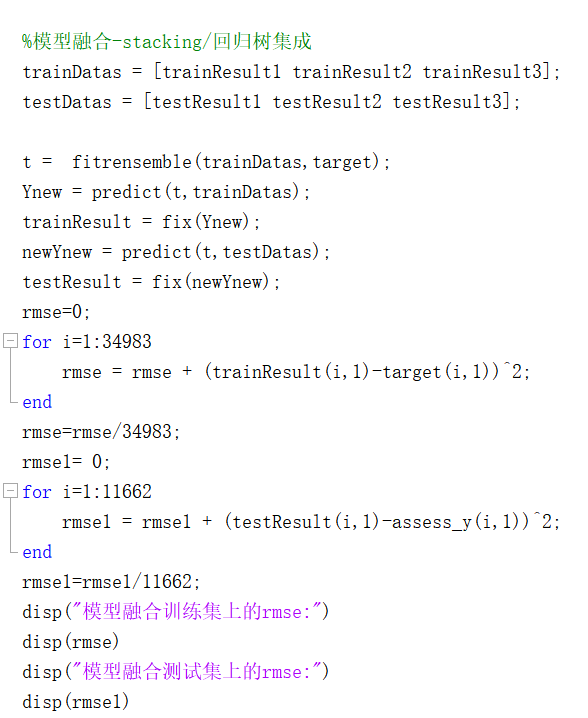 %模型融合-stacking/回归树集成
trainDatas = [trainResult1 trainResult2 trainResult3];
testDatas = [testResult1 testResult2 testResult3];
t =  fitrensemble(trainDatas,target);
Ynew = predict(t,trainDatas);
trainResult = fix(Ynew);
newYnew = predict(t,testDatas);
testResult = fix(newYnew);
rmse=0;
for i=1:34983
    rmse = rmse + (trainResult(i,1)-target(i,1))^2;
end
rmse=rmse/34983;
rmse1= 0;
for i=1:11662
    rmse1 = rmse1 + (testResult(i,1)-assess_y(i,1))^2;
end
rmse1=rmse1/11662;
disp("模型融合训练集上的rmse:")
disp(rmse)
disp("模型融合测试集上的rmse:")
disp(rmse1)